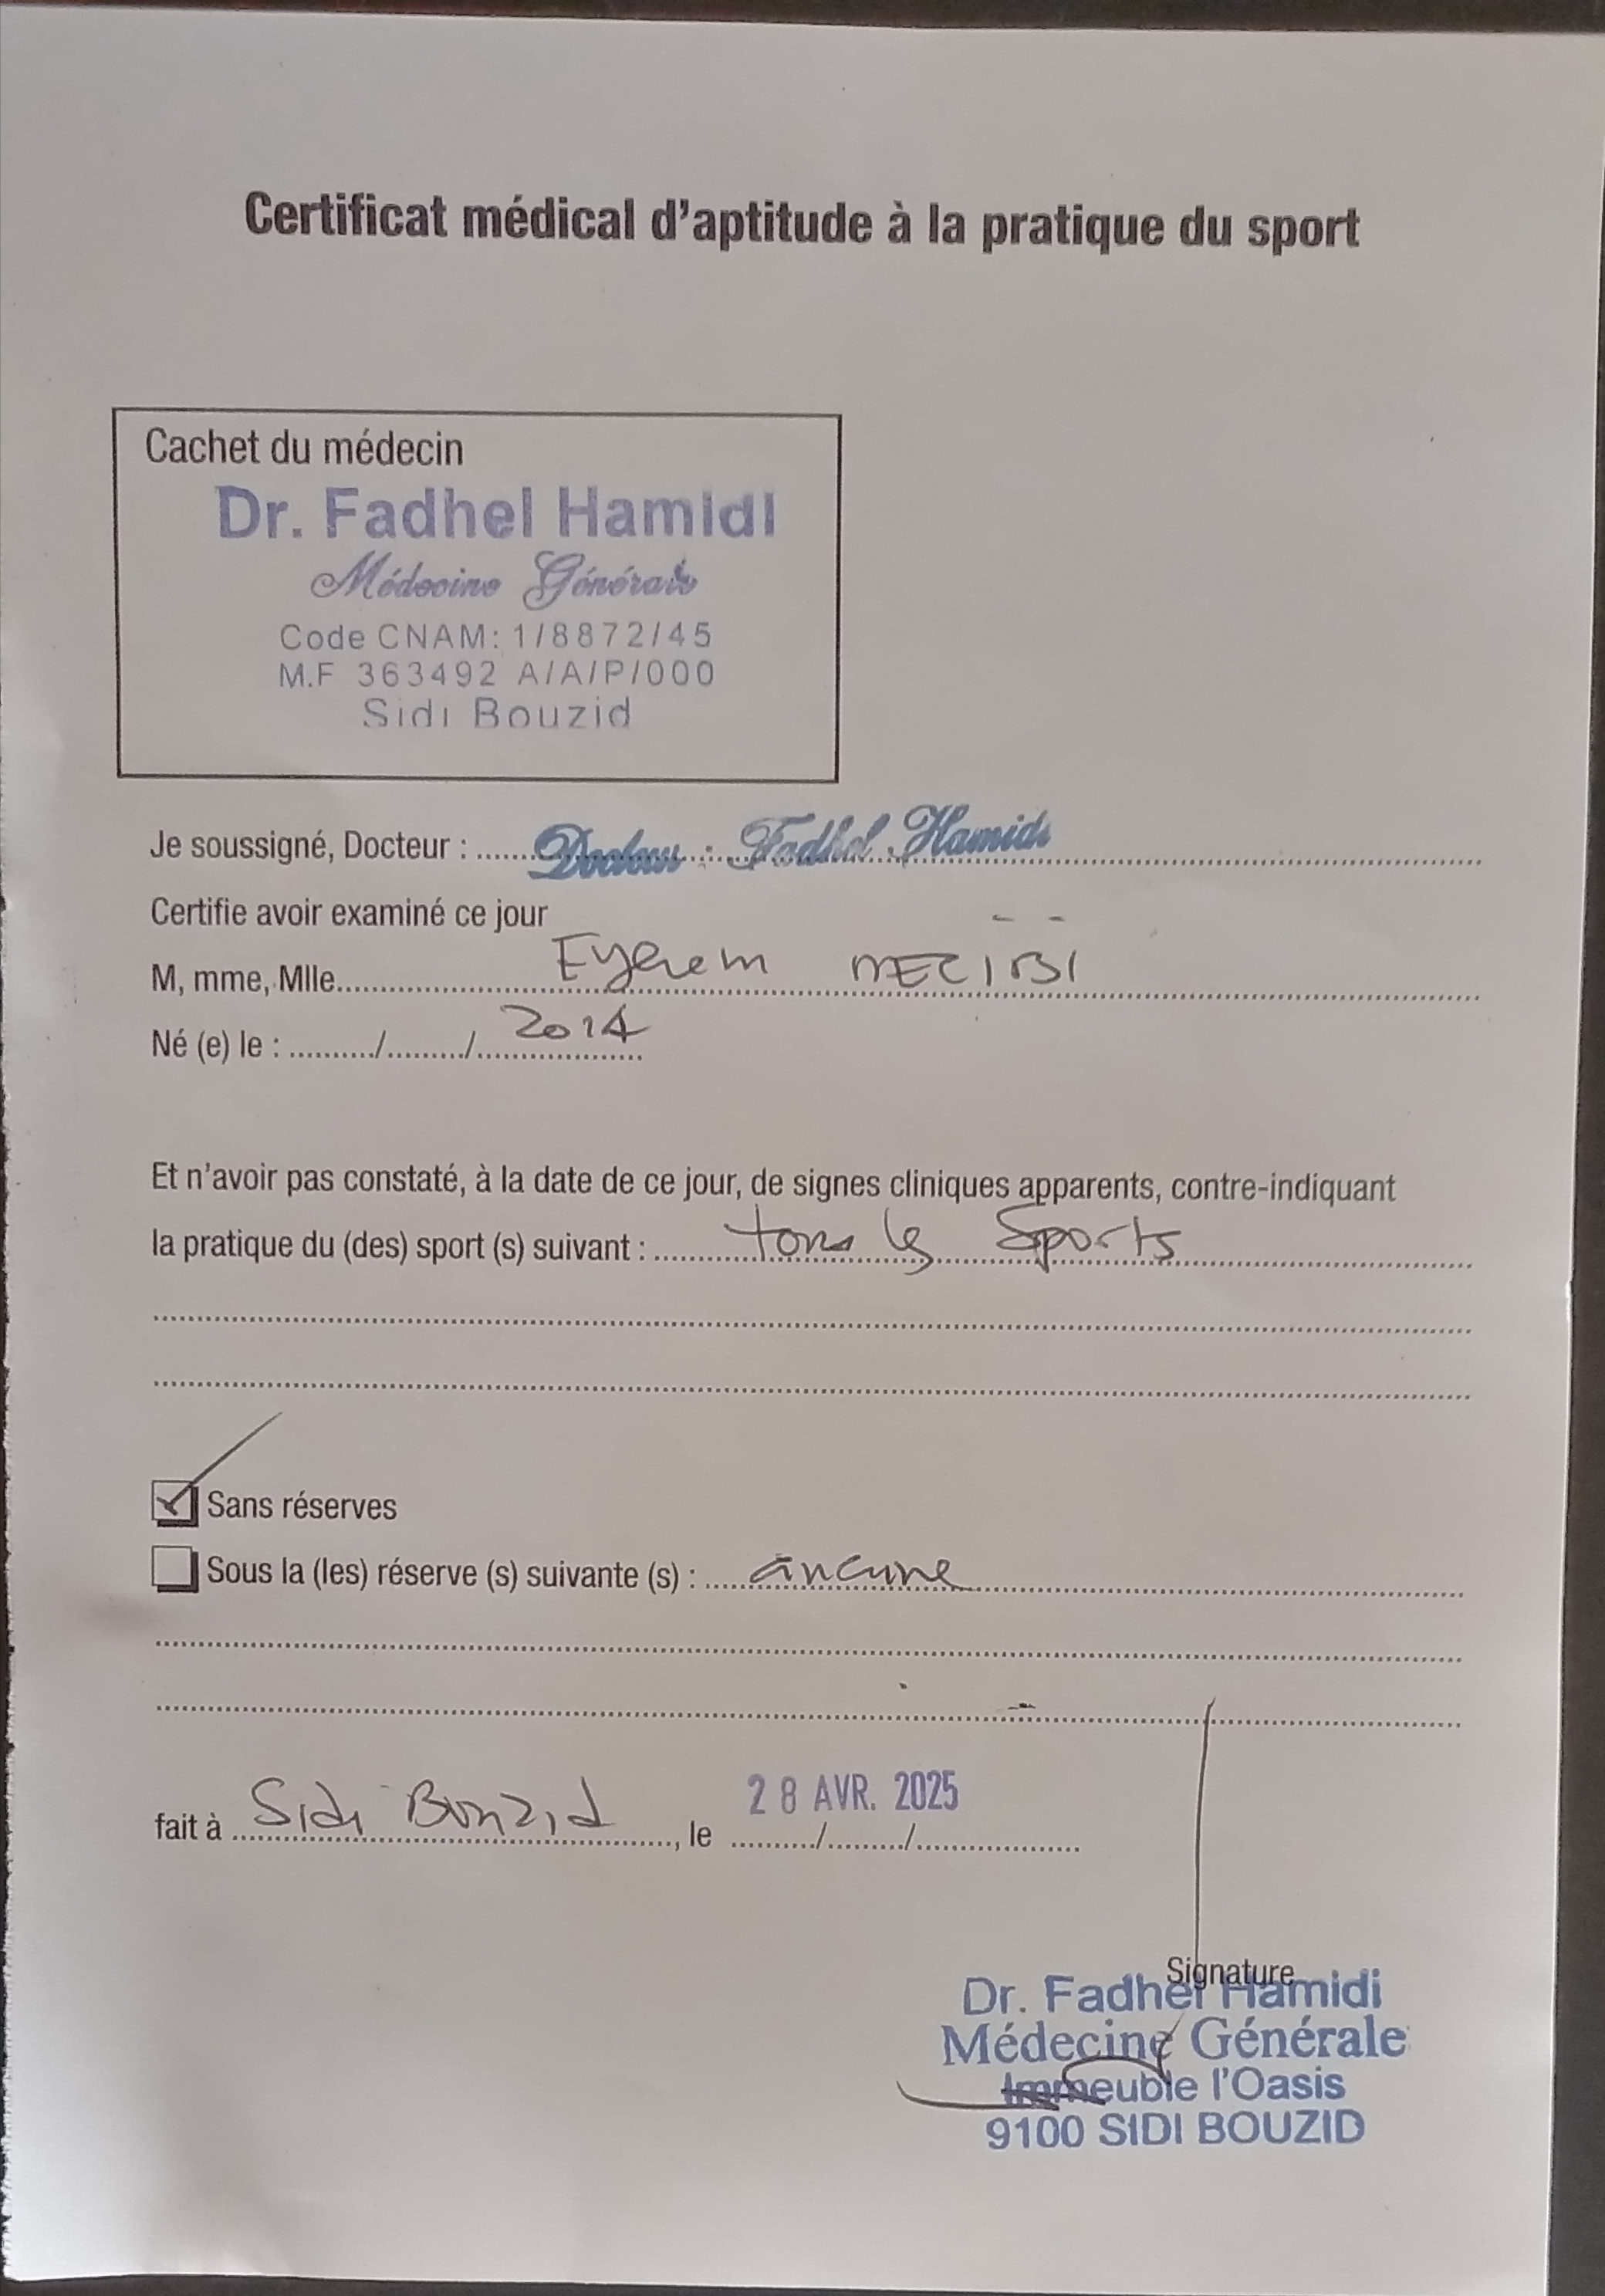 Certificat médical d'aptitude à la pratique du sport
Cachet du médecin
Dr. Fadhel Hamidi
Médecine Générale
Code CNAM: 1/8872/45
M.F 363492 A/A/P/000
Sidi Bouzid
Je soussigné, Docteur : Docteur : Fadhel Hamidi
Certifie avoir examiné ce jour
M, mme, Mlle. Eyerem MECIBI
Né (e) le : ........../........./ 2014
Et n'avoir pas constaté, à la date de ce jour, de signes cliniques apparents, contre-indiquant
la pratique du (des) sport (s) suivant : tous les Sports
Sans réserves
Sous la (les) réserve (s) suivante (s) : aucune
fait à Sidi Bouzid, le 28 AVR. 2025
Signature
Dr. Fadhel Hamidi
Médecine Générale
Immeuble l'Oasis
9100 SIDI BOUZID